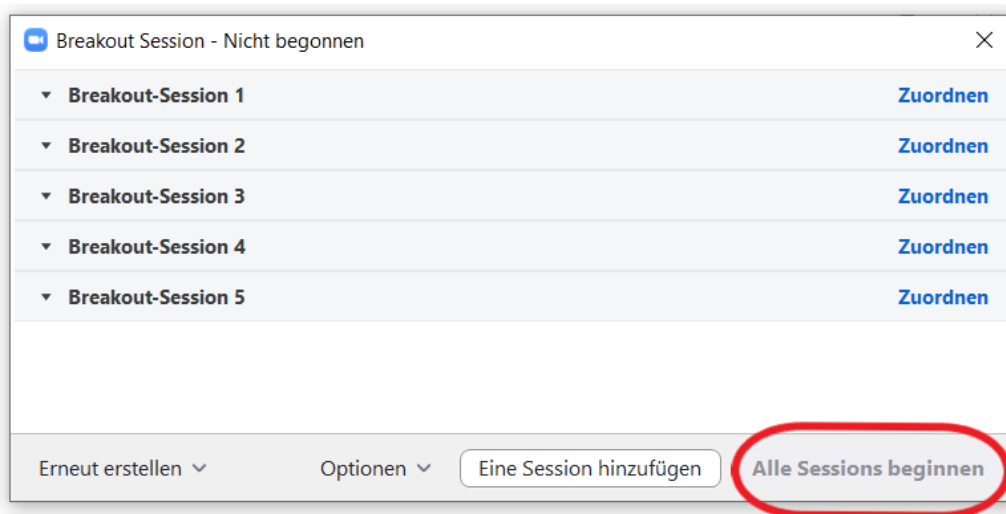 Breakout Session - Nicht begonnen
Breakout-Session 1 Zuordnen
Breakout-Session 2 Zuordnen
Breakout-Session 3 Zuordnen
Breakout-Session 4 Zuordnen
Breakout-Session 5 Zuordnen
Erneut erstellen Optionen Eine Session hinzufügen Alle Sessions beginnen